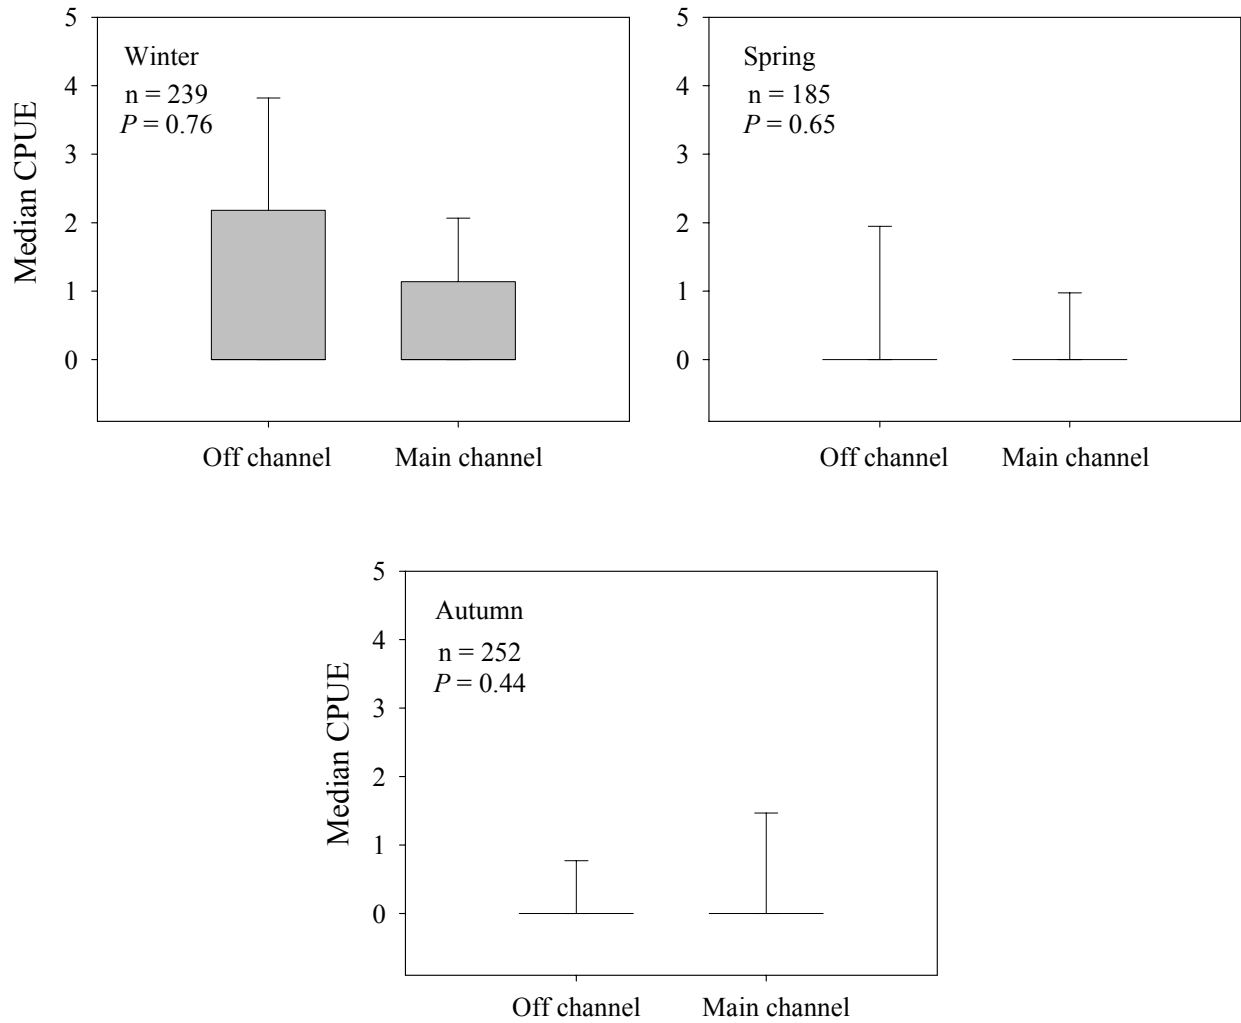 Winter
n = 239
P = 0.76
Median CPUE
5
4
3
2
1
0
Off channel Main channel
Spring
n = 185
P = 0.65
5
4
3
2
1
0
Off channel Main channel
Autumn
n = 252
P = 0.44
Median CPUE
5
4
3
2
1
0
Off channel Main channel